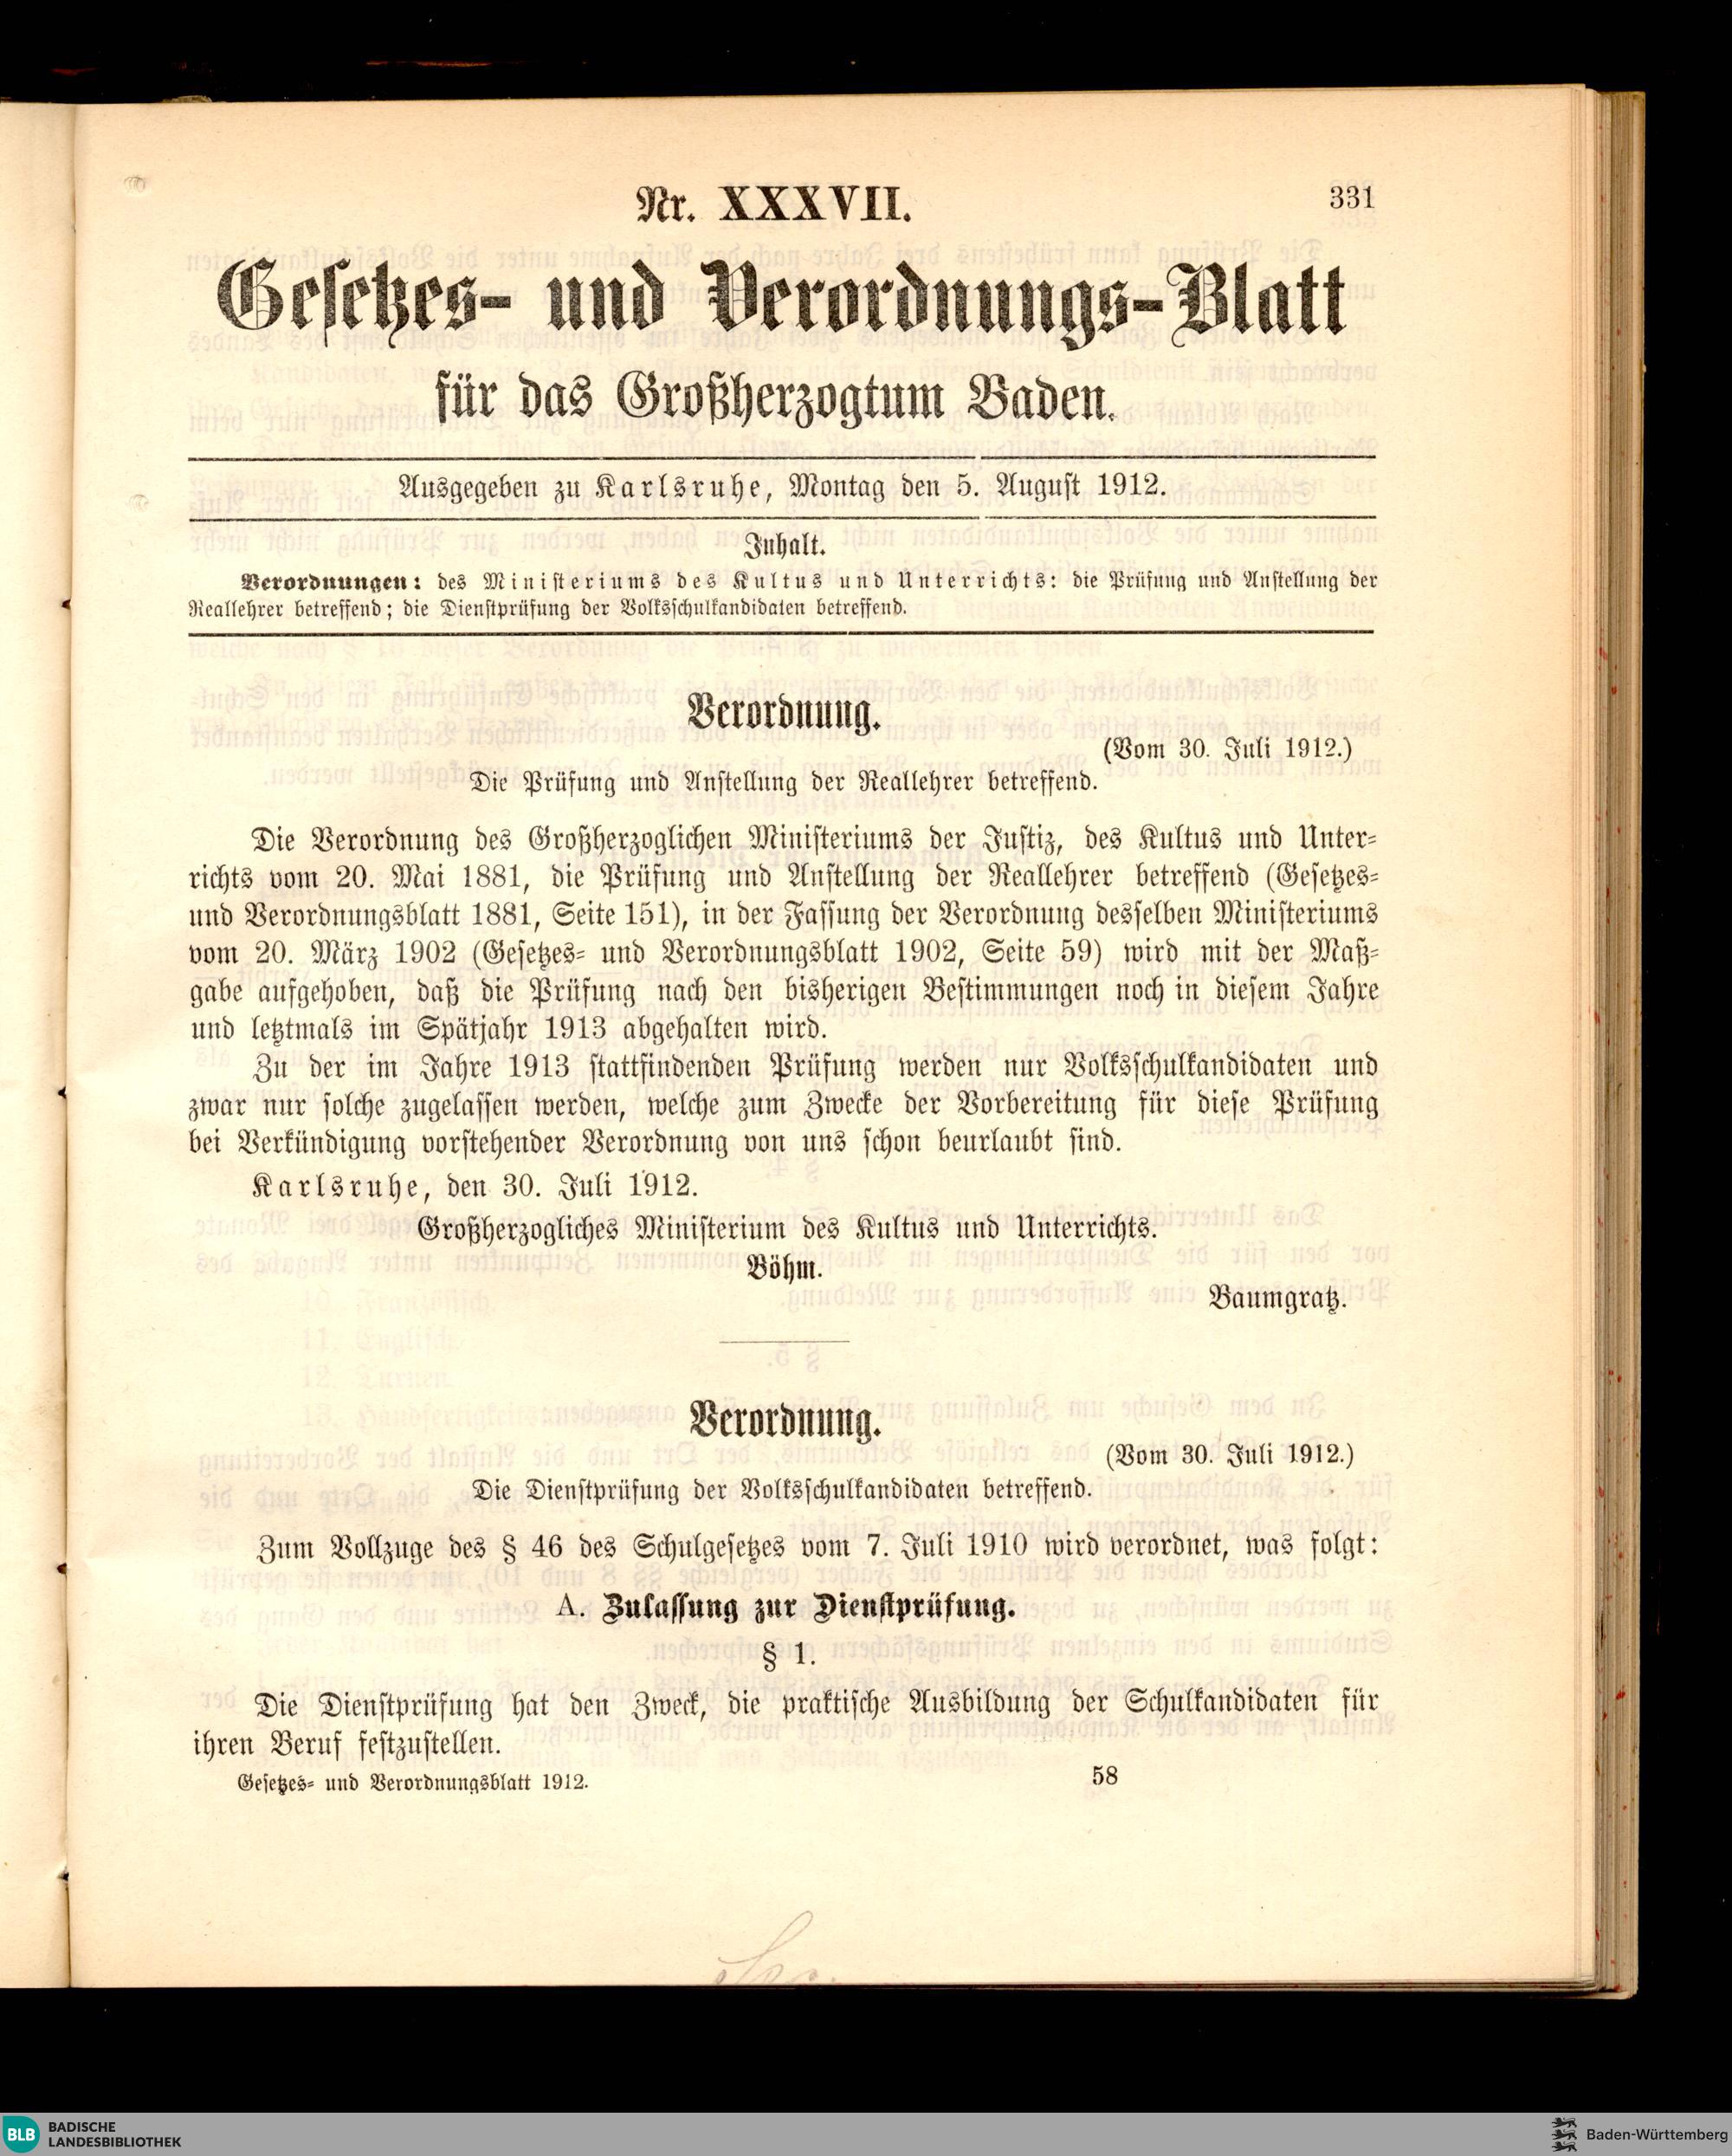 Nr. XXXVII.
331
Gesetzes- und Verordnungs-Blatt
für das Großherzogtum Baden.
Ausgegeben zu Karlsruhe, Montag den 5. August 1912.
Inhalt.
Verordnungen: des Ministeriums des Kultus und Unterrichts: die Prüfung und Anstellung der
Reallehrer betreffend; die Dienstprüfung der Volksschulkandidaten betreffend.
Verordnung.
(Vom 30. Juli 1912.)
Die Prüfung und Anstellung der Reallehrer betreffend.
Die Verordnung des Großherzoglichen Ministeriums der Justiz, des Kultus und Unter-
richts vom 20. Mai 1881, die Prüfung und Anstellung der Reallehrer betreffend (Gesetzes-
und Verordnungsblatt 1881, Seite 151), in der Fassung der Verordnung desselben Ministeriums
vom 20. März 1902 (Gesetzes- und Verordnungsblatt 1902, Seite 59) wird mit der Maß-
gabe aufgehoben, daß die Prüfung nach den bisherigen Bestimmungen noch in diesem Jahre
und letztmals im Spätjahr 1913 abgehalten wird.
Zu der im Jahre 1913 stattfindenden Prüfung werden nur Volksschulkandidaten und
zwar nur solche zugelassen werden, welche zum Zwecke der Vorbereitung für diese Prüfung
bei Verkündigung vorstehender Verordnung von uns schon beurlaubt sind.
Karlsruhe, den 30. Juli 1912.
Großherzogliches Ministerium des Kultus und Unterrichts.
Böhm.
Baumgratz.
Verordnung.
(Vom 30. Juli 1912.)
Die Dienstprüfung der Volksschulkandidaten betreffend.
Zum Vollzuge des § 46 des Schulgesetzes vom 7. Juli 1910 wird verordnet, was folgt:
A. Zulassung zur Dienstprüfung.
§ 1.
Die Dienstprüfung hat den Zweck, die praktische Ausbildung der Schulkandidaten für
ihren Beruf festzustellen.
Gesetzes- und Verordnungsblatt 1912.
58
BLB BADISCHE
LANDESBIBLIOTHEK
Baden-Württemberg